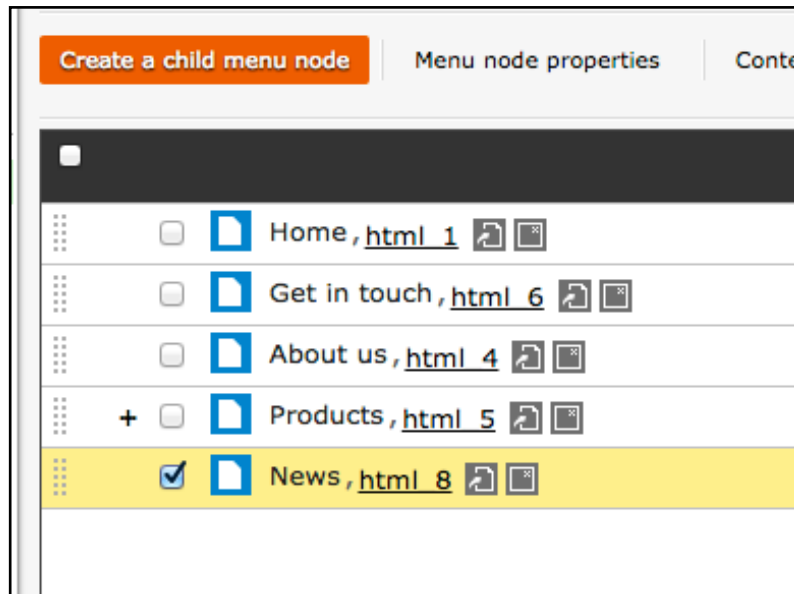 Create a child menu node Menu node properties
Home, html_1
Get in touch, html_6
About us, html_4
+ Products, html_5
News, html_8